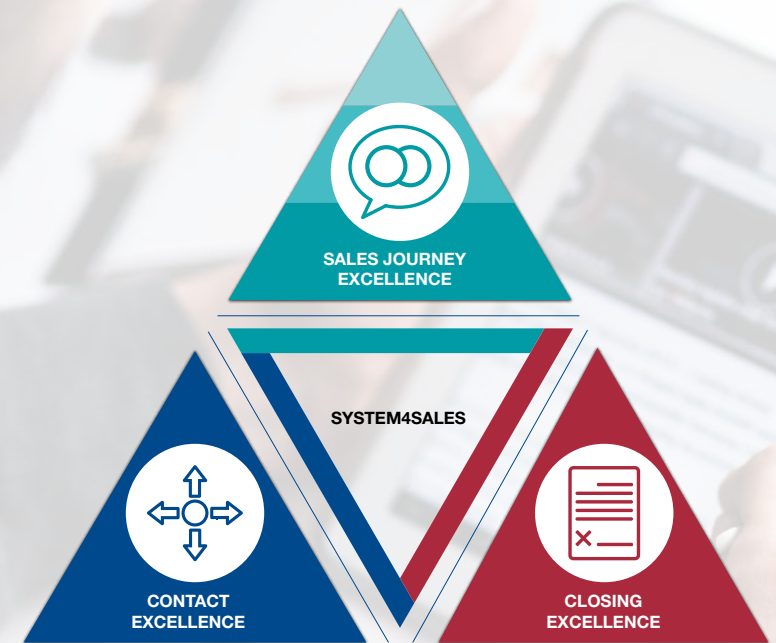 SALES JOURNEY
EXCELLENCE
SYSTEM4SALES
CONTACT
EXCELLENCE
CLOSING
EXCELLENCE